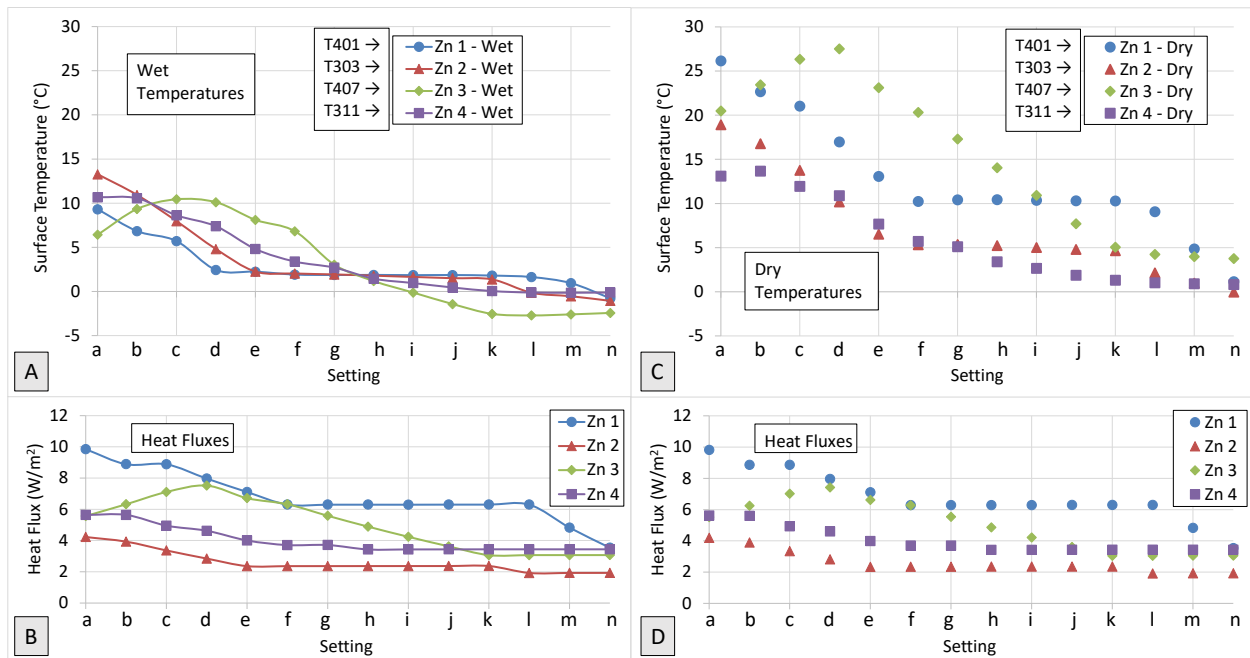 30
25
20
15
10
5
0
-5
Surface Temperature (°C)
Wet
Temperatures
T401 →
T303 →
T407 →
T311 →
Zn 1 - Wet
Zn 2 - Wet
Zn 3 - Wet
Zn 4 - Wet
a b c d e f g h i j k l m n
Setting
A
30
25
20
15
10
5
0
-5
Surface Temperature (°C)
T401 →
T303 →
T407 →
T311 →
Zn 1 - Dry
Zn 2 - Dry
Zn 3 - Dry
Zn 4 - Dry
Dry
Temperatures
a b c d e f g h i j k l m n
Setting
C
12
10
8
6
4
2
0
Heat Flux (W/m²)
Heat Fluxes
Zn 1
Zn 2
Zn 3
Zn 4
a b c d e f g h i j k l m n
Setting
B
12
10
8
6
4
2
0
Heat Flux (W/m²)
Heat Fluxes
Zn 1
Zn 2
Zn 3
Zn 4
a b c d e f g h i j k l m n
Setting
D